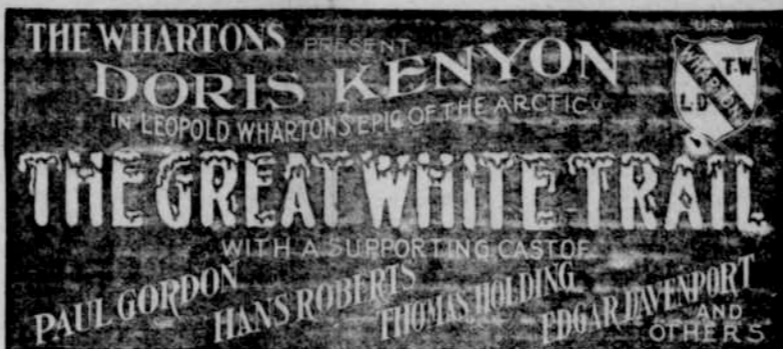 THE WHARTONS PRESENT
DORIS KENYON
IN LEOPOLD WHARTON'S EPIC OF THE ARCTIC
THE GREAT WHITE TRAIL
WITH A SUPPORTING CAST OF
PAUL GORDON HANS ROBERTS THOMAS HOLDING EDGAR DAVENPORT
AND
OTHERS
U.S.A
T.W.
WHARTON
L.D